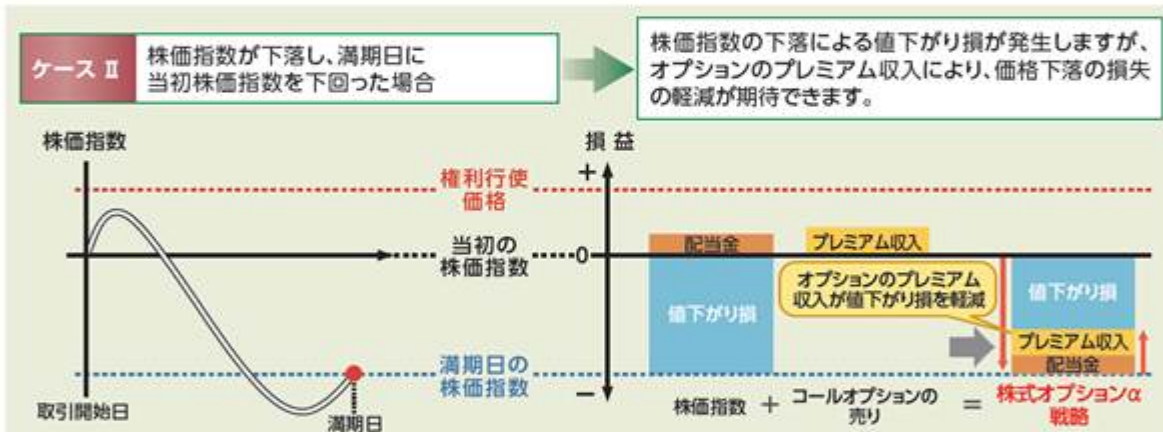 ケース Ⅱ
株価指数が下落し、満期日に
当初株価指数を下回った場合
株価指数の下落による値下がり損が発生しますが、
オプションのプレミアム収入により、価格下落の損失
の軽減が期待できます。
株価指数
権利行使
価格
当初の
株価指数
満期日の
株価指数
取引開始日
満期日
損 益
+
0
−
配当金
値下がり損
プレミアム収入
オプションのプレミアム
収入が値下がり損を軽減
値下がり損
プレミアム収入
配当金
株価指数 + コールオプションの売り = 株式オプションα戦略